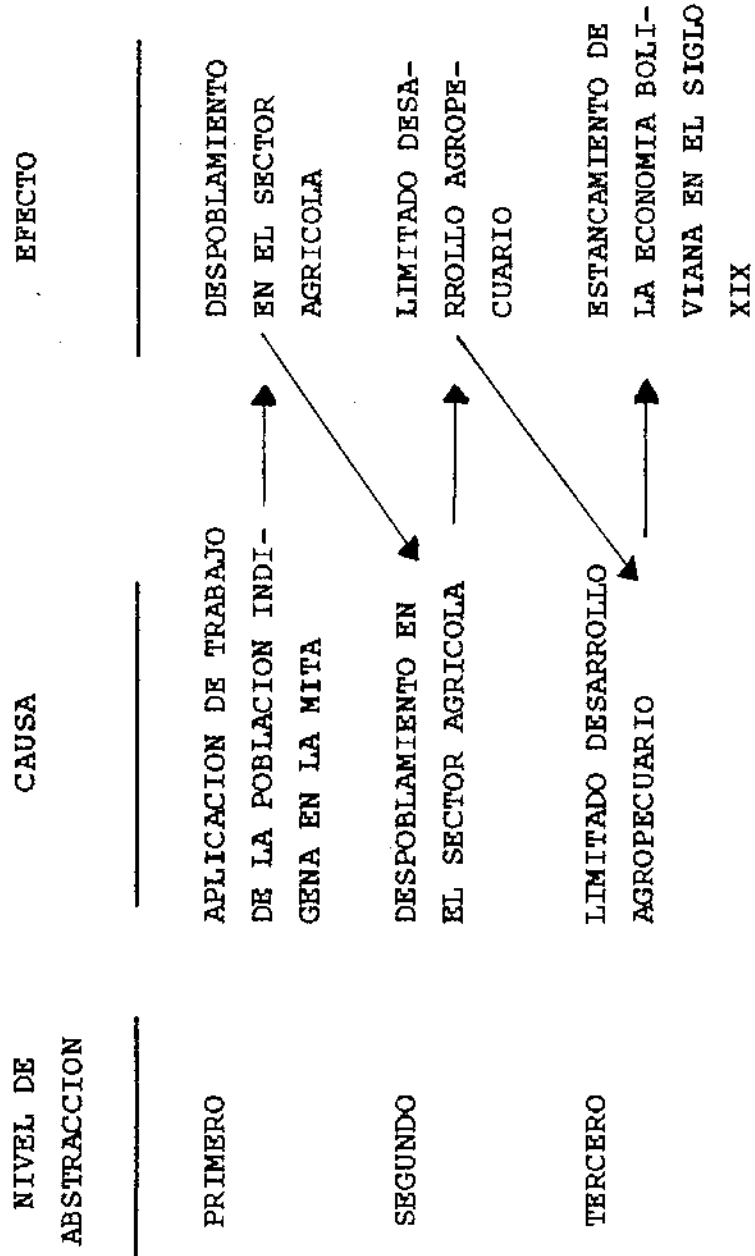 NIVEL DE
ABSTRACCION
CAUSA
EFECTO
PRIMERO
APLICACION DE TRABAJO
DE LA POBLACION INDI-
GENA EN LA MITA
DESPOBLAMIENTO
EN EL SECTOR
AGRICOLA
SEGUNDO
DESPOBLAMIENTO EN
EL SECTOR AGRICOLA
LIMITADO DESA-
RROLLO AGROPE-
CUARIO
TERCERO
LIMITADO DESARROLLO
AGROPECUARIO
ESTANCAMIENTO DE
LA ECONOMIA BOLI-
VIANA EN EL SIGLO
XIX